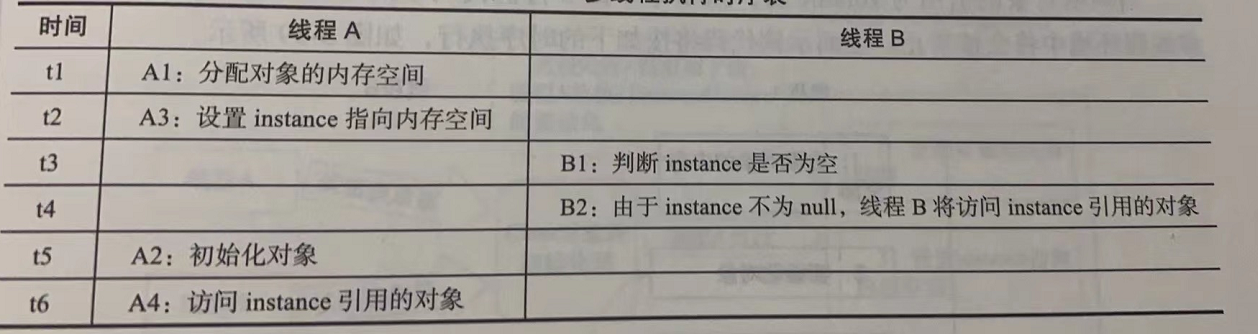 时间 线程 A 线程 B
t1 A1：分配对象的内存空间
t2 A3：设置 instance 指向内存空间
t3 B1：判断 instance 是否为空
t4 B2：由于 instance 不为 null，线程 B 将访问 instance 引用的对象
t5 A2：初始化对象
t6 A4：访问 instance 引用的对象